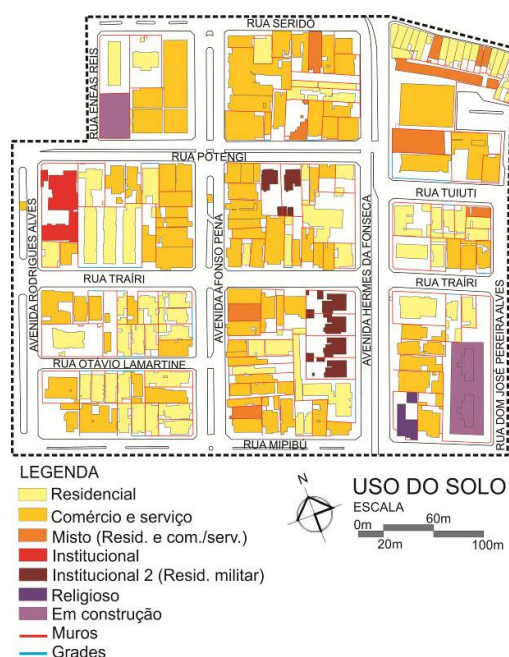 RUA SERIDÓ
RUA ENÉAS REIS
RUA POTENGI
RUA TUIUTI
AVENIDA RODRIGUES ALVES
AVENIDA AFONSO PENA
AVENIDA HERMES DA FONSECA
RUA TRAÍRI
RUA TRAÍRI
RUA DOM JOSÉ PEREIRA ALVES
RUA OTÁVIO LAMARTINE
RUA MIPIBÚ
LEGENDA
Residencial
Comércio e serviço
Misto (Resid. e com./serv.)
Institucional
Institucional 2 (Resid. militar)
Religioso
Em construção
Muros
Grades
N
USO DO SOLO
ESCALA
0m 60m
20m 100m